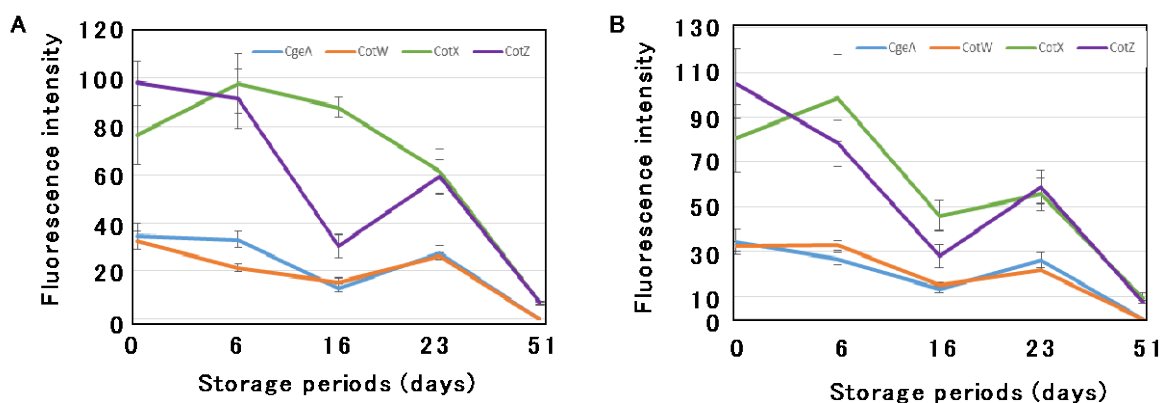 A
Fluorescence intensity
120
100
80
60
40
20
0
CgeA CotW CotX CotZ
0 6 16 23 51
Storage periods (days)
B
Fluorescence intensity
130
110
90
70
50
30
10
0
CgeA CotW CotX CotZ
0 6 16 23 51
Storage periods (days)